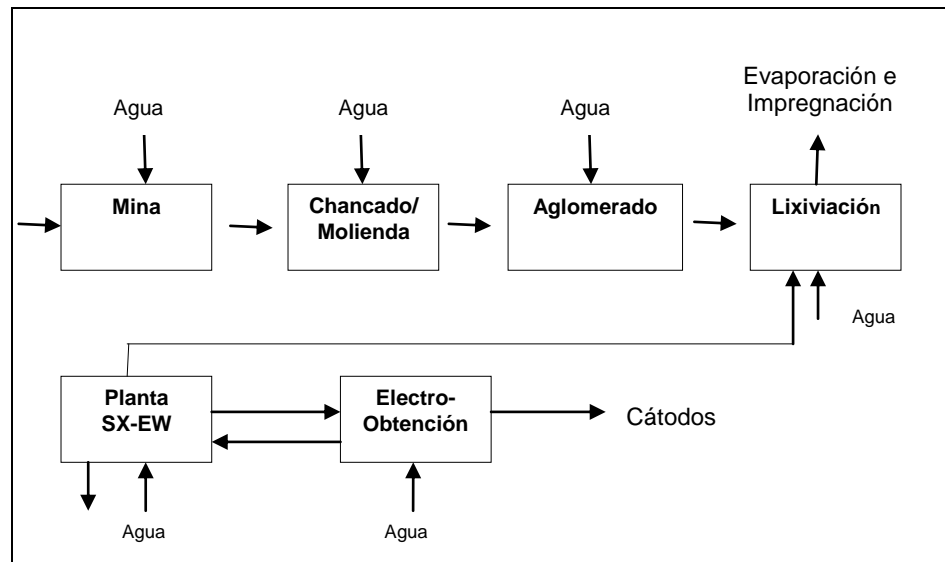 Evaporación e
Impregnación
Agua
Agua
Agua
Mina
Chancado/
Molienda
Aglomerado
Lixiviación
Agua
Planta
SX-EW
Electro-
Obtención
Cátodos
Agua
Agua